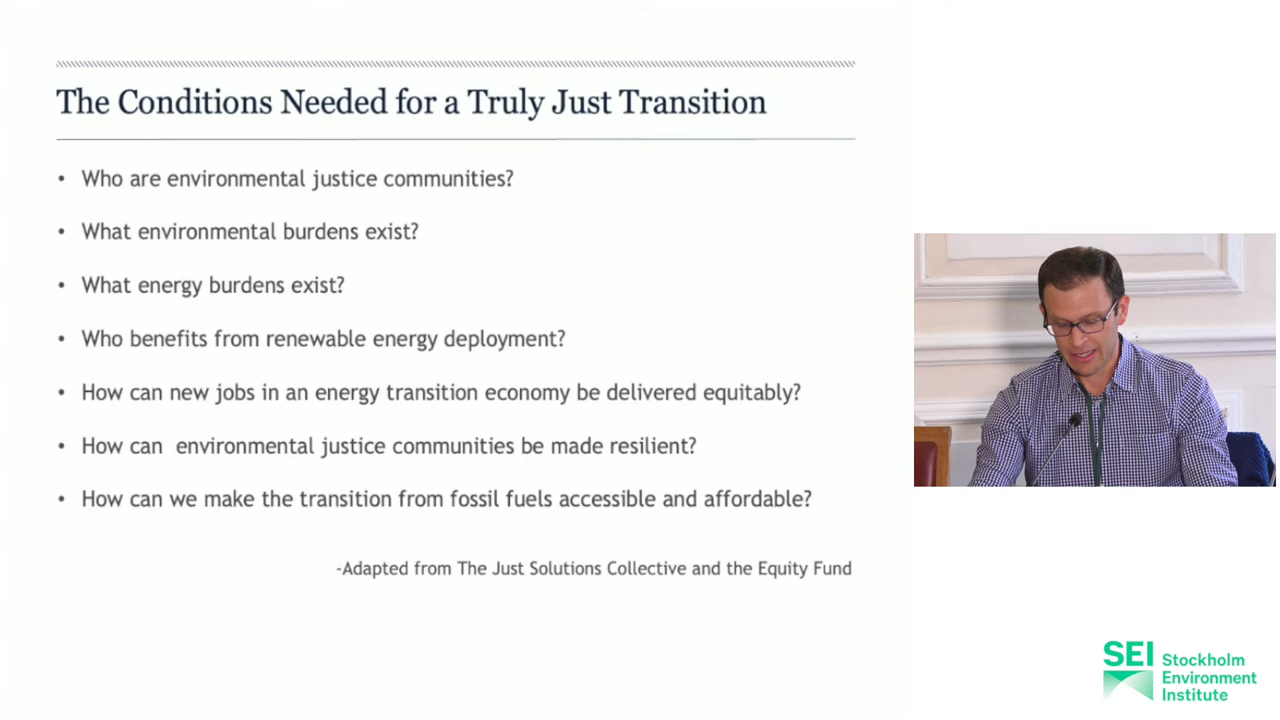 The Conditions Needed for a Truly Just Transition
• Who are environmental justice communities?
• What environmental burdens exist?
• What energy burdens exist?
• Who benefits from renewable energy deployment?
• How can new jobs in an energy transition economy be delivered equitably?
• How can  environmental justice communities be made resilient?
• How can we make the transition from fossil fuels accessible and affordable?
-Adapted from The Just Solutions Collective and the Equity Fund
SEI Stockholm
Environment
Institute